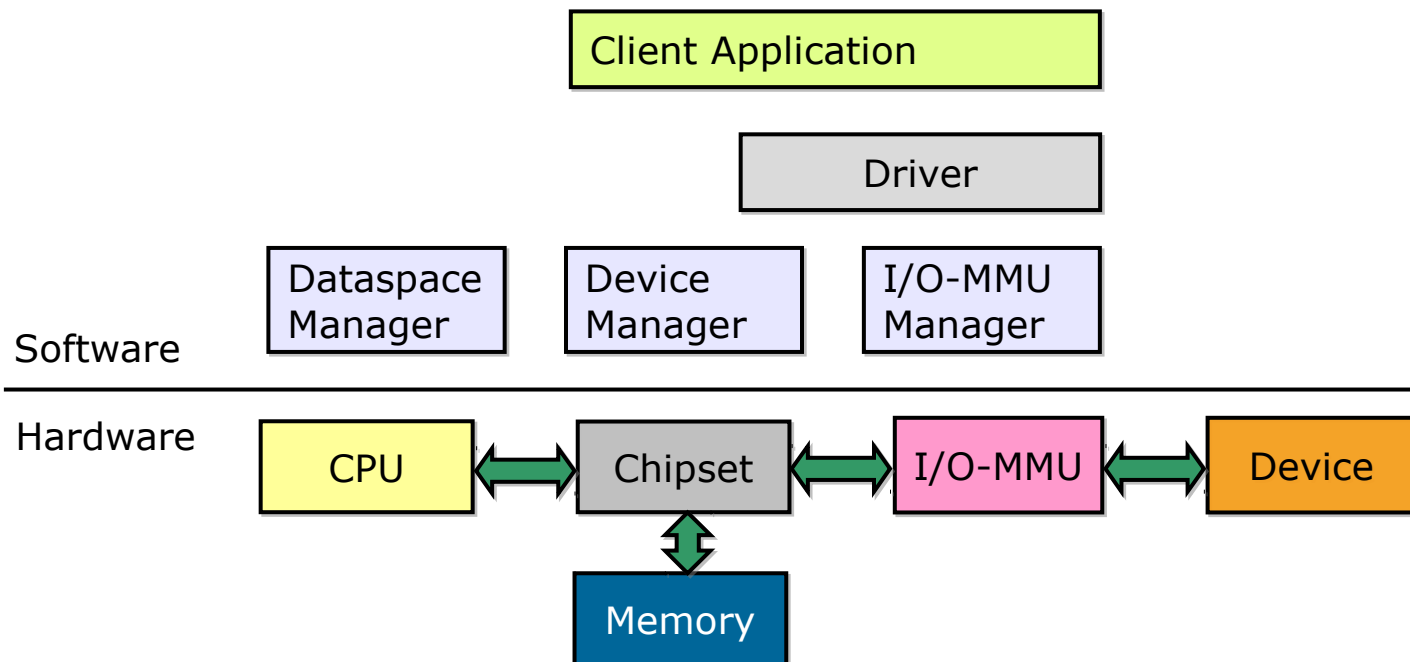 Client Application
Driver
Dataspace
Manager
Device
Manager
I/O-MMU
Manager
Software
Hardware
CPU
Chipset
I/O-MMU
Device
Memory